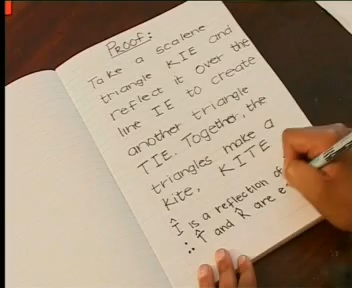 PROOF:
Take a scalene
triangle KIE and
reflect it over the
line IE to create
another triangle
TIE. Together, the
triangles make a
kite, KITE
Î is a reflection of
∴ T̂ and K̂ are